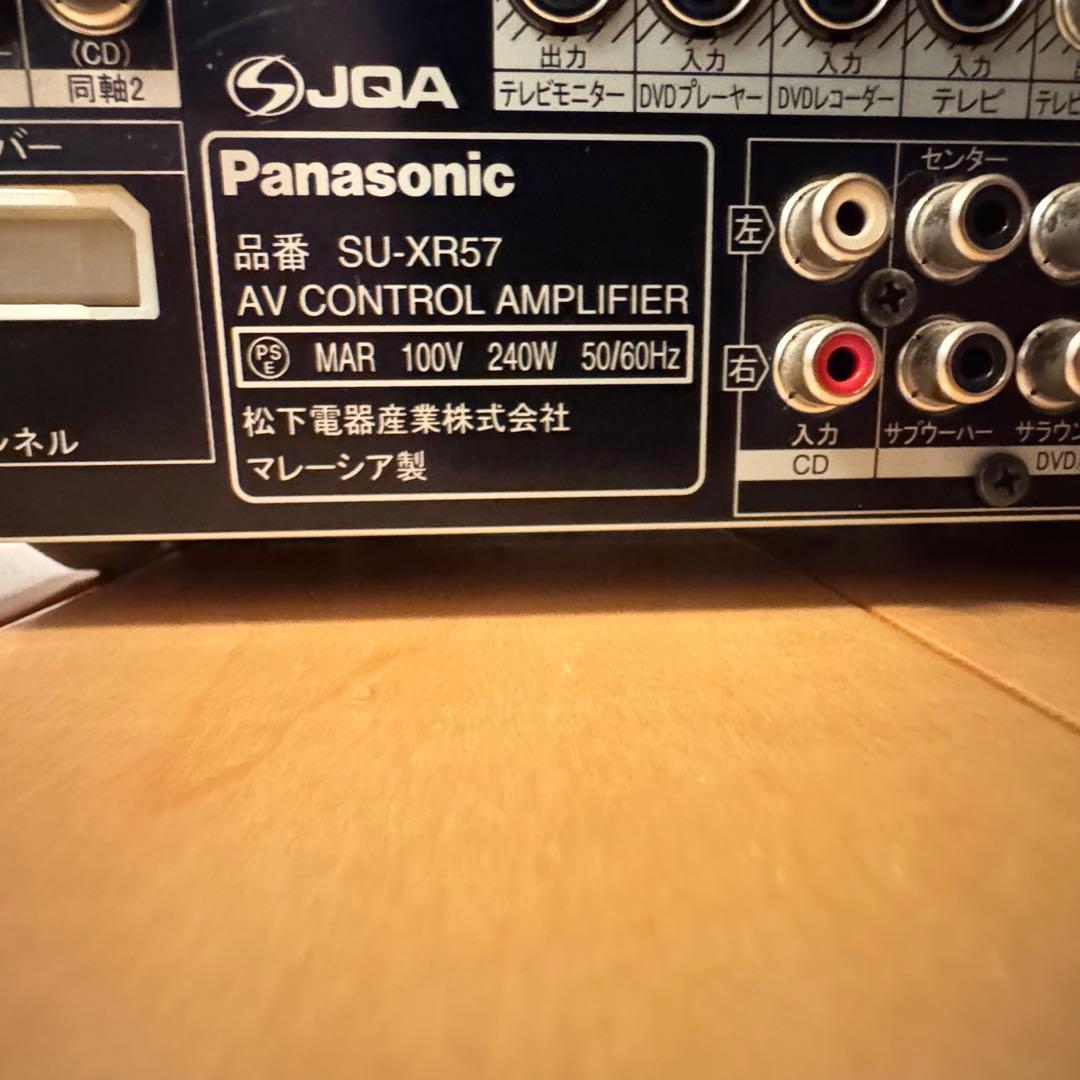 (CD)
同軸2
JQA
出力
入力
入力
入力
テレビモニター
DVDプレーヤー
DVDレコーダー
テレビ
テレビ
バー
Panasonic
品番 SU-XR57
AV CONTROL AMPLIFIER
PS
E
MAR 100V 240W 50/60Hz
松下電器産業株式会社
マレーシア製
ンネル
センター
左
右
入力
サブウーハー
サラウン
CD
DVD